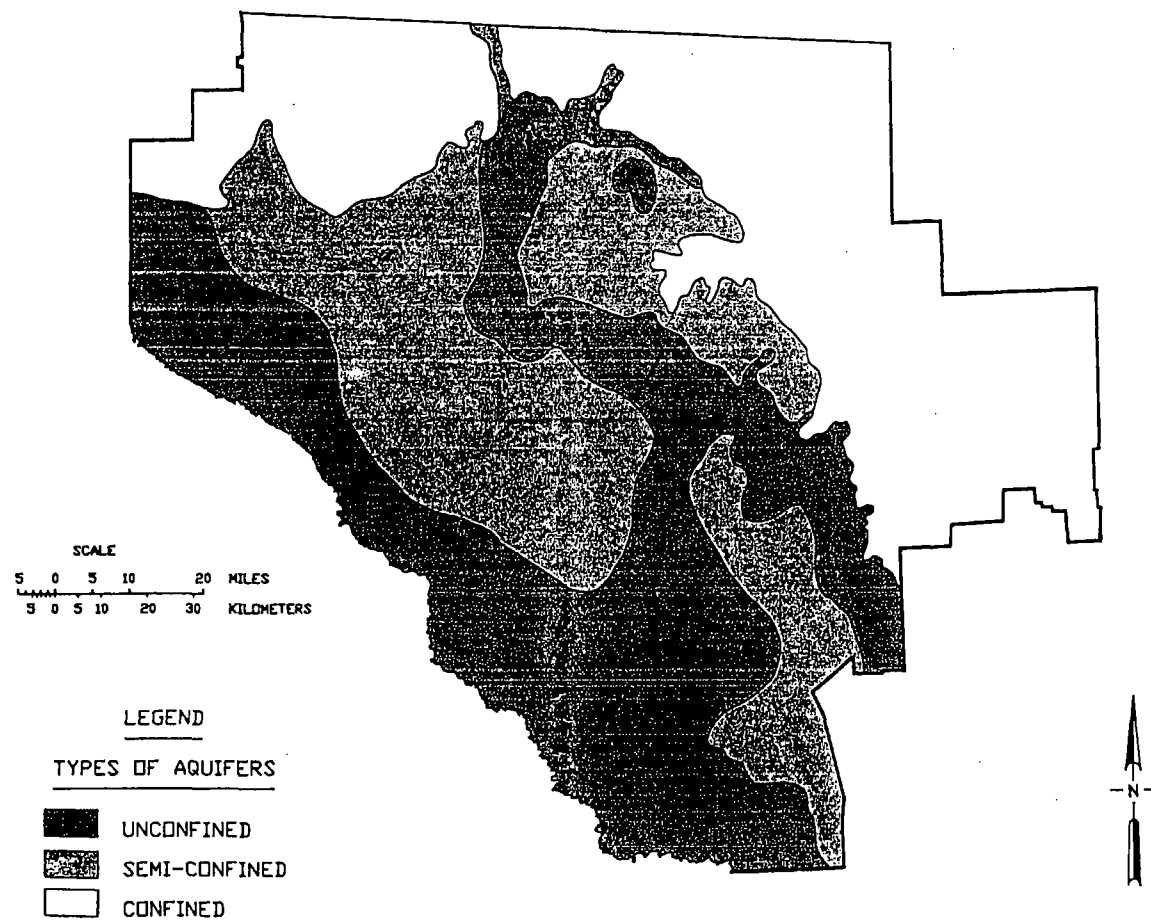 SCALE
5 0 5 10 20 MILES
5 0 5 10 20 30 KILOMETERS
LEGEND
TYPES OF AQUIFERS
UNCONFINED
SEMI-CONFINED
CONFINED
N